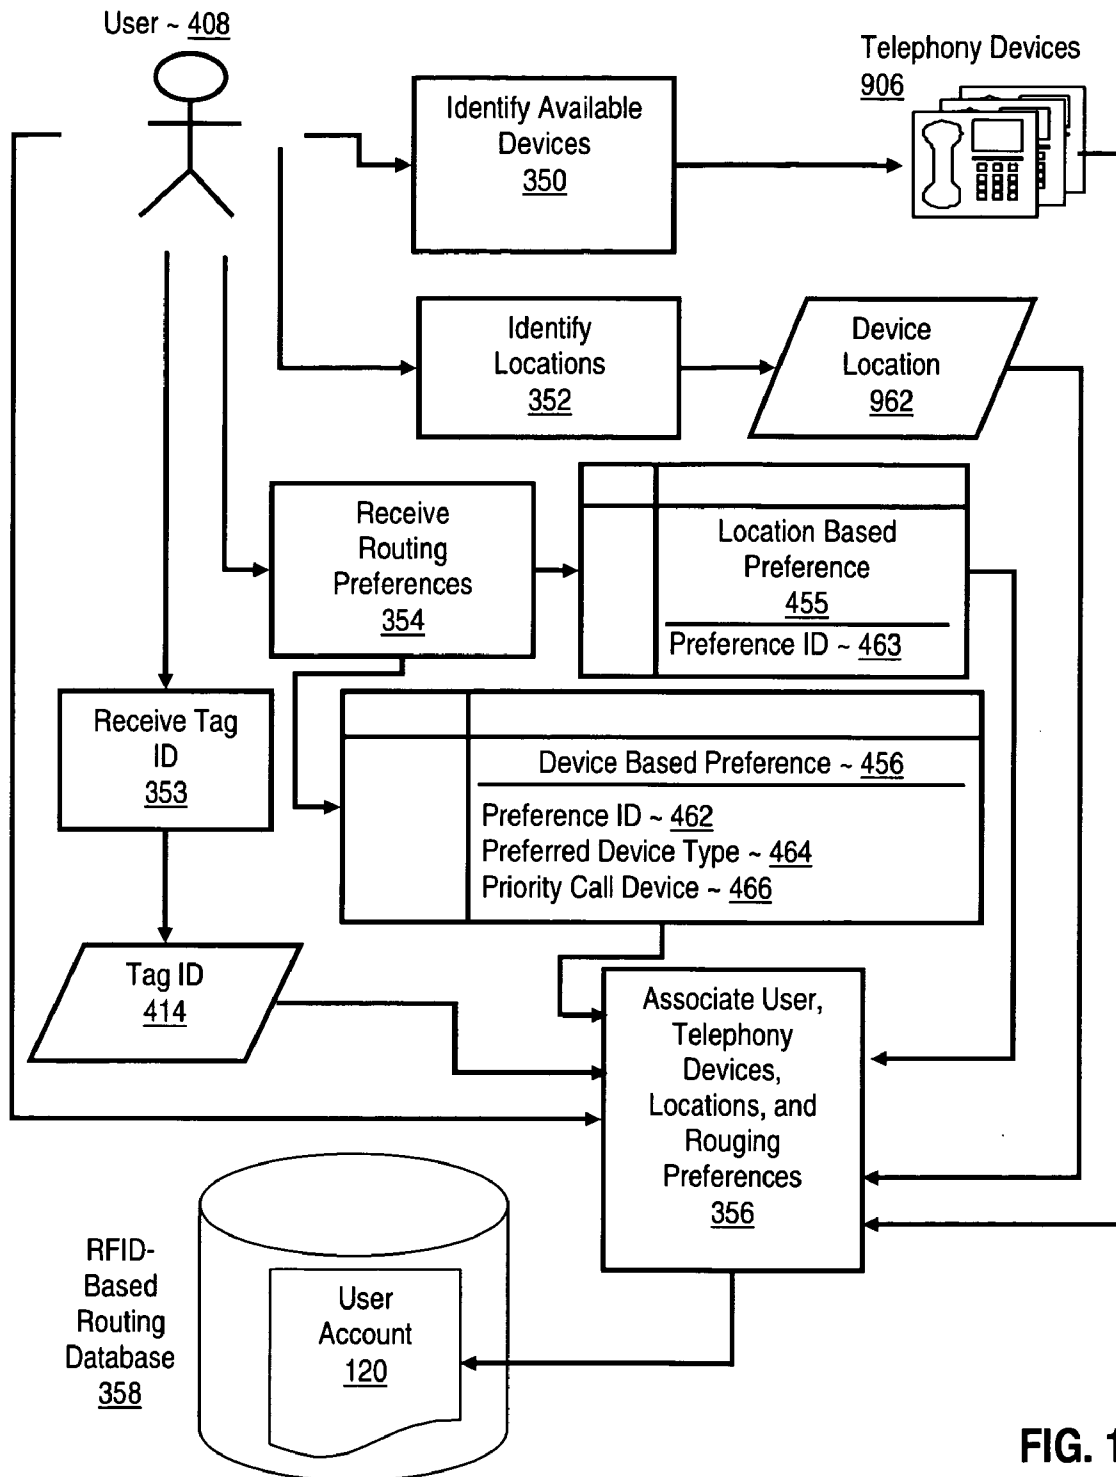 User ~ 408
Telephony Devices
906
Identify Available
Devices
350
Identify
Locations
352
Device
Location
962
Receive
Routing
Preferences
354
Location Based
Preference
455
Preference ID ~ 463
Receive Tag
ID
353
Device Based Preference ~ 456
Preference ID ~ 462
Preferred Device Type ~ 464
Priority Call Device ~ 466
Tag ID
414
Associate User,
Telephony
Devices,
Locations, and
Rouging
Preferences
356
RFID-
Based
Routing
Database
358
User
Account
120
FIG. 1